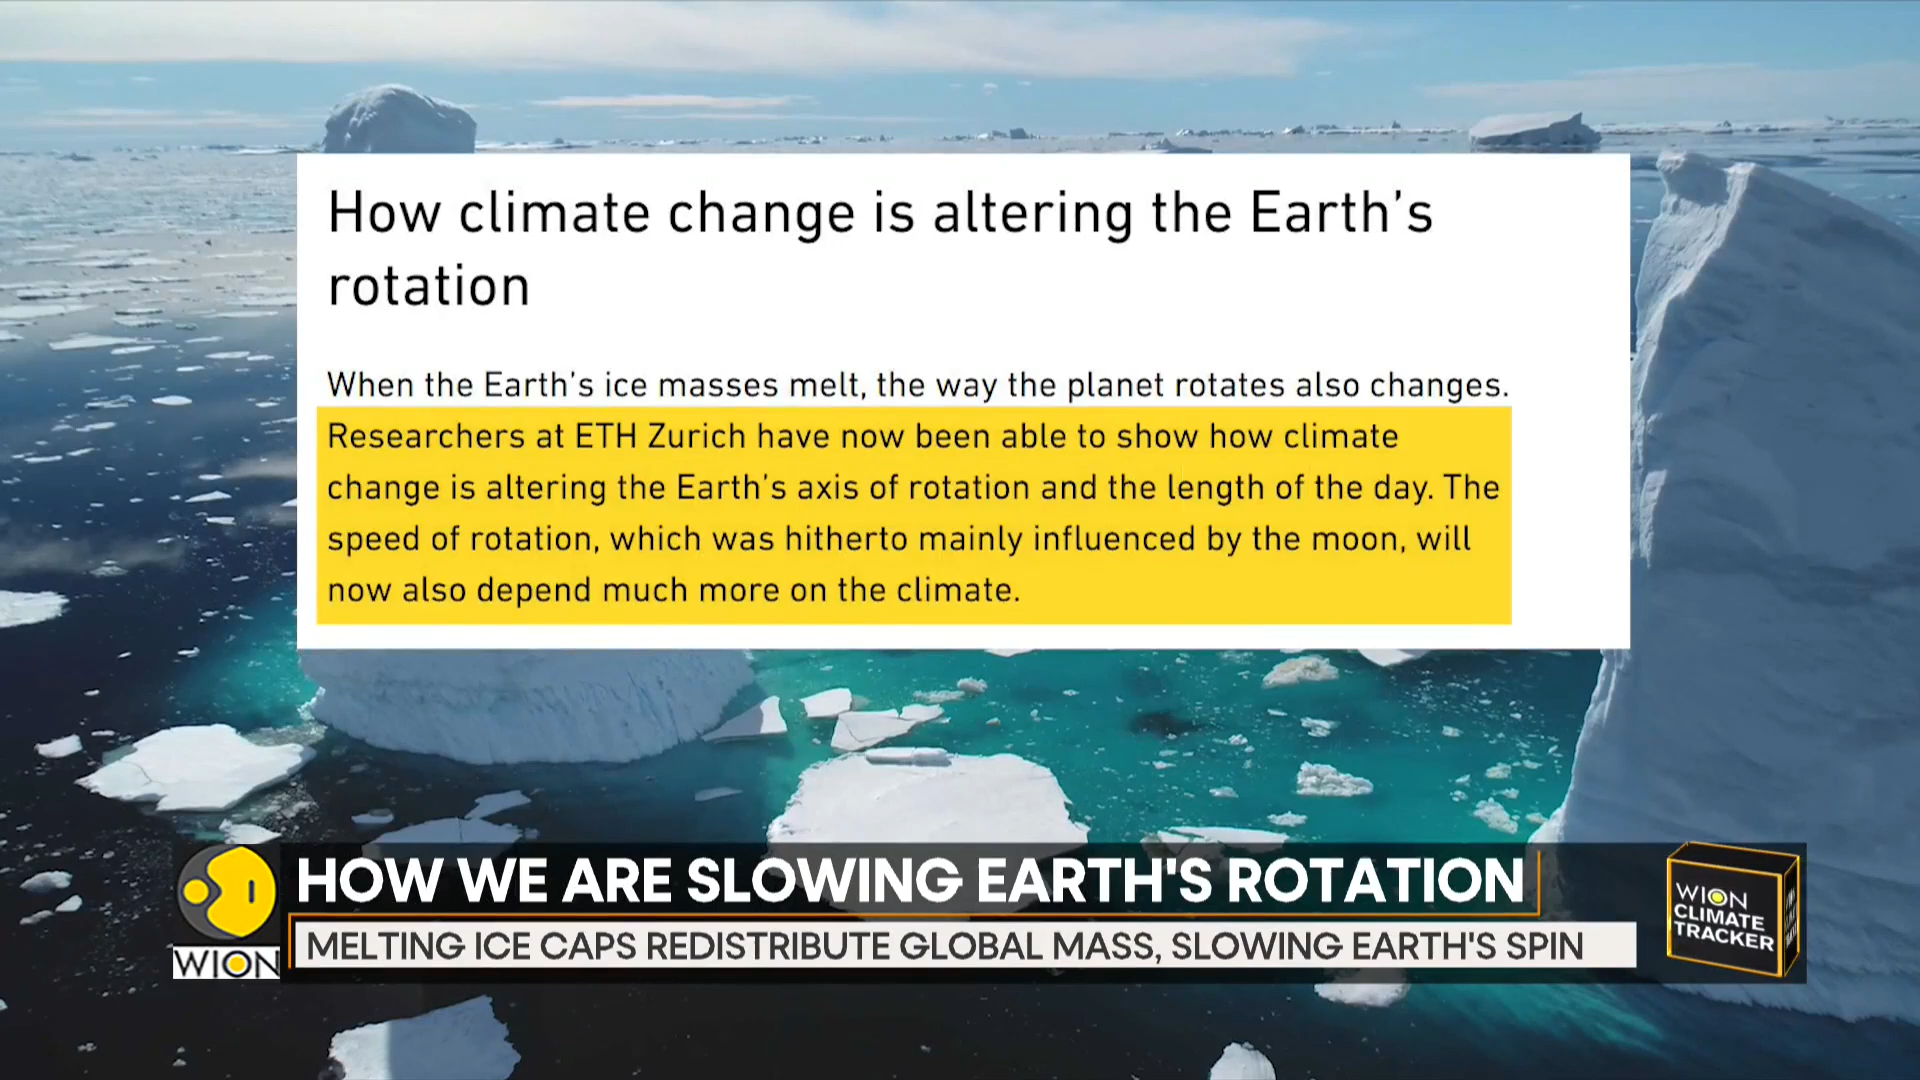 How climate change is altering the Earth’s
rotation
When the Earth’s ice masses melt, the way the planet rotates also changes.
Researchers at ETH Zurich have now been able to show how climate
change is altering the Earth’s axis of rotation and the length of the day. The
speed of rotation, which was hitherto mainly influenced by the moon, will
now also depend much more on the climate.
HOW WE ARE SLOWING EARTH'S ROTATION
MELTING ICE CAPS REDISTRIBUTE GLOBAL MASS, SLOWING EARTH'S SPIN
WION
WION
CLIMATE
TRACKER